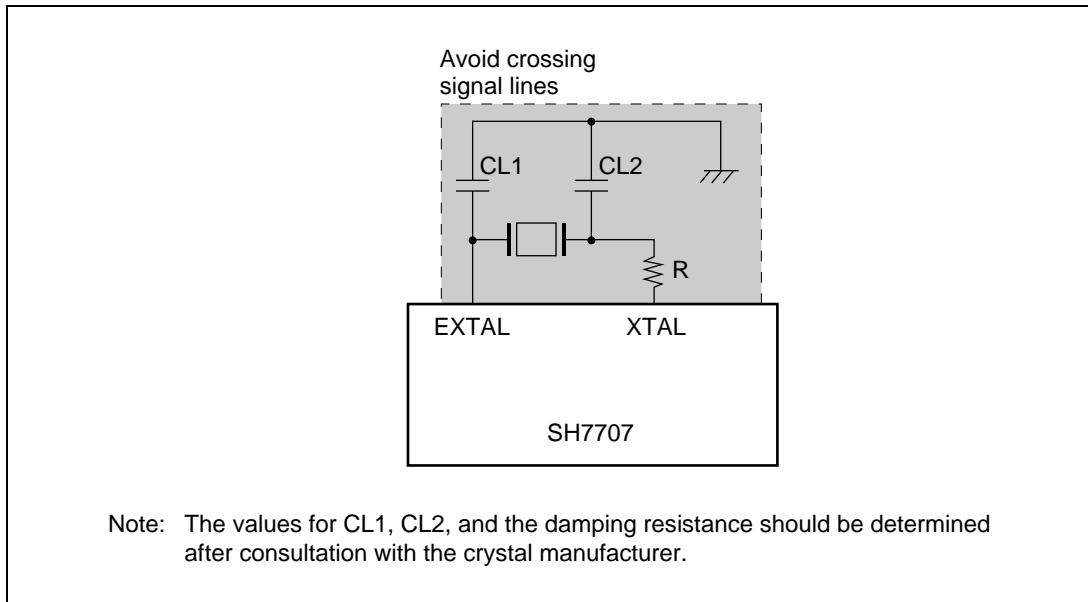 Avoid crossing
signal lines
CL1
CL2
R
EXTAL
XTAL
SH7707
Note: The values for CL1, CL2, and the damping resistance should be determined
after consultation with the crystal manufacturer.